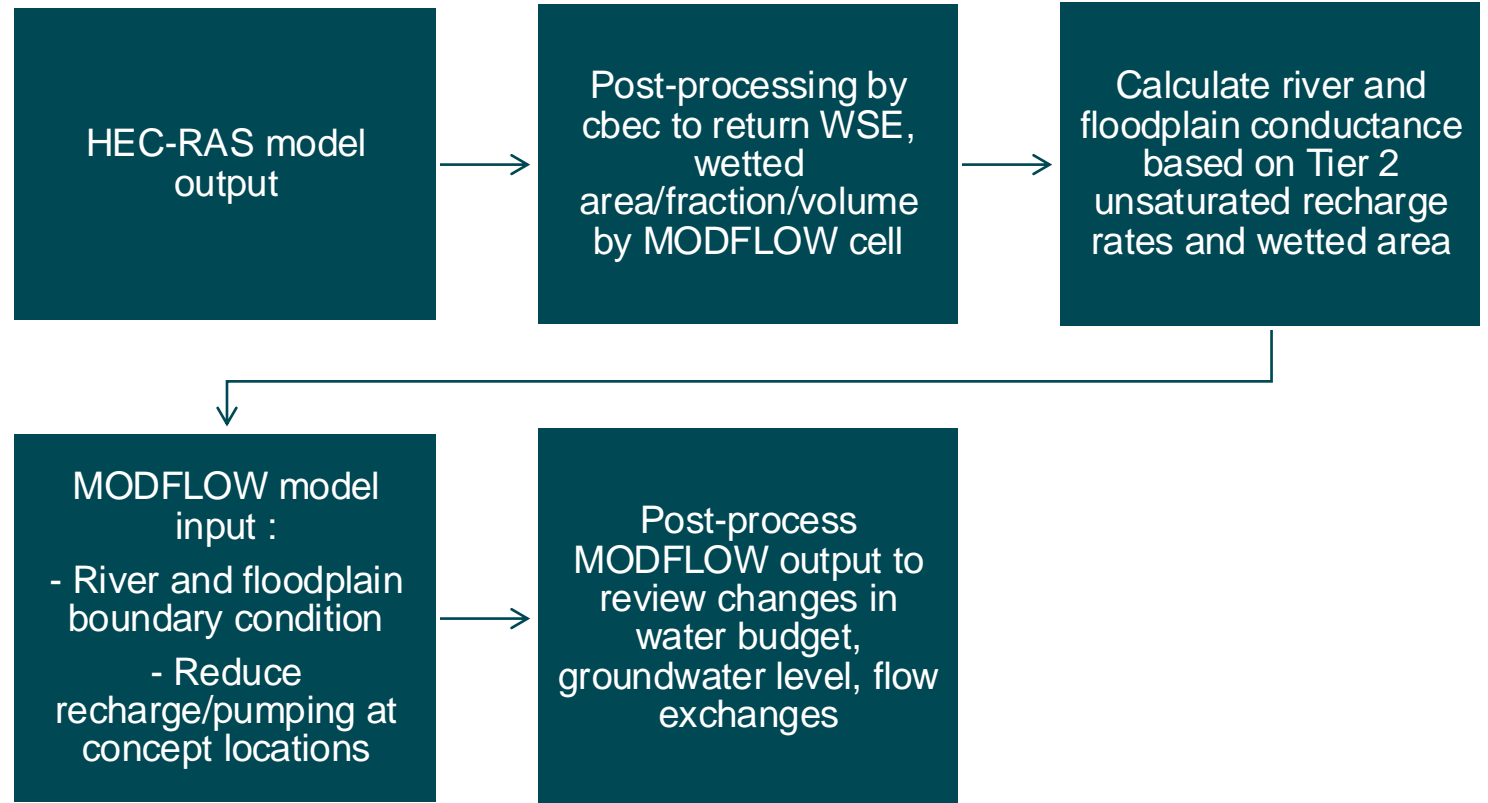 HEC-RAS model
output
Post-processing by
cbec to return WSE,
wetted
area/fraction/volume
by MODFLOW cell
Calculate river and
floodplain conductance
based on Tier 2
unsaturated recharge
rates and wetted area
MODFLOW model
input :
- River and floodplain
boundary condition
- Reduce
recharge/pumping at
concept locations
Post-process
MODFLOW output to
review changes in
water budget,
groundwater level, flow
exchanges